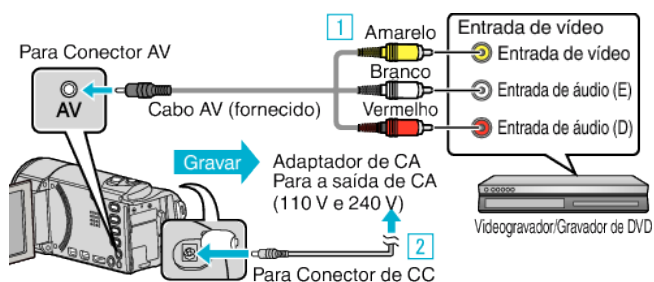 Para Conector AV
AV
Cabo AV (fornecido)
1
Amarelo
Branco
Vermelho
Entrada de vídeo
Entrada de vídeo
Entrada de áudio (E)
Entrada de áudio (D)
Videogravador/Gravador de DVD
Gravar
Adaptador de CA
Para a saída de CA
(110 V e 240 V)
2
Para Conector de CC